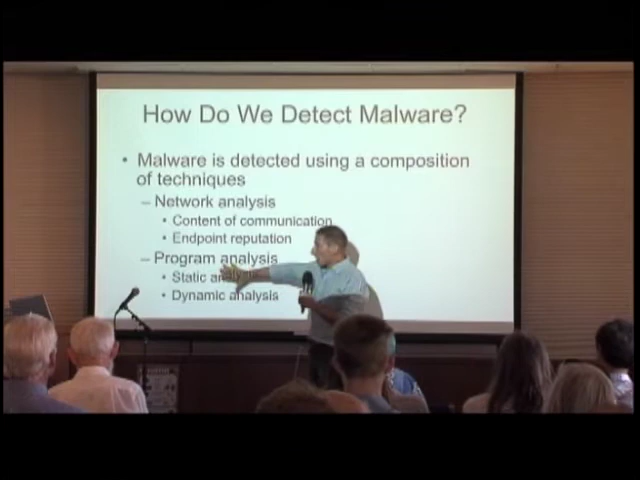 How Do We Detect Malware?
• Malware is detected using a composition
of techniques
– Network analysis
• Content of communication
• Endpoint reputation
– Program analysis
• Static analysis
• Dynamic analysis